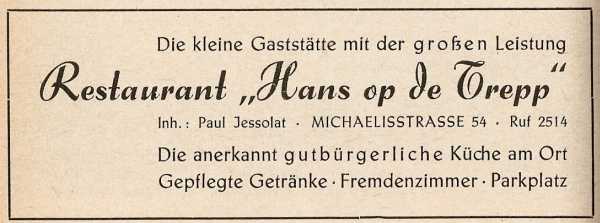 Die kleine Gaststätte mit der großen Leistung
Restaurant „Hans op de Trepp“
Inh.: Paul Jessolat · MICHAELISSTRASSE 54 · Ruf 2514
Die anerkannt gutbürgerliche Küche am Ort
Gepflegte Getränke · Fremdenzimmer · Parkplatz